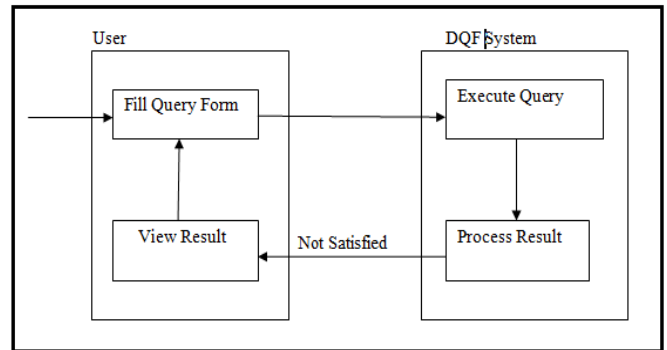 User
DQF System
Fill Query Form
Execute Query
View Result
Not Satisfied
Process Result